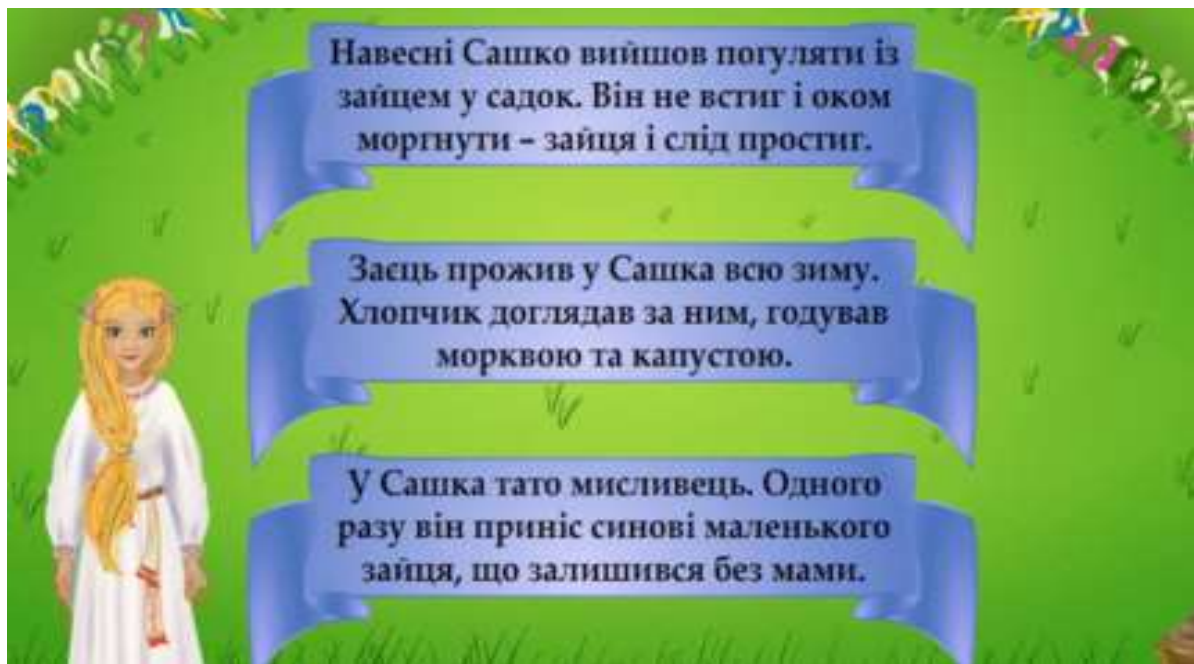 Навесні Сашко вийшов погуляти із
зайцем у садок. Він не встиг і оком
моргнути – зайця і слід простиг.
Заєць прожив у Сашка всю зиму.
Хлопчик доглядав за ним, годував
морквою та капустою.
У Сашка тато мисливець. Одного
разу він приніс синові маленького
зайця, що залишився без мами.